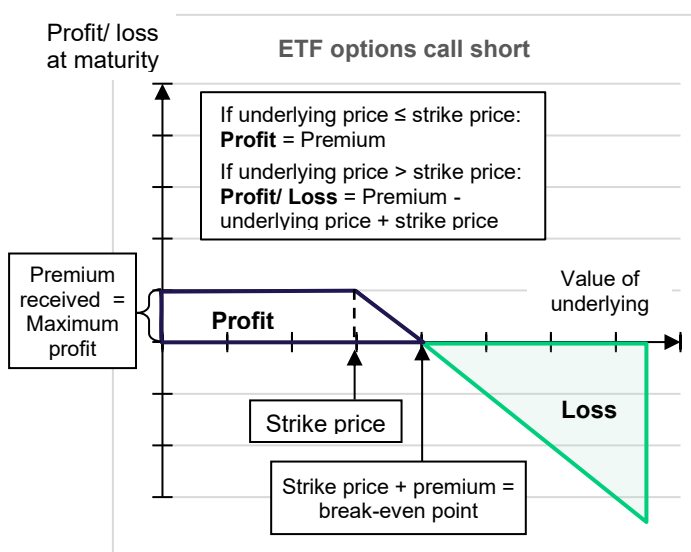 Profit/ loss
at maturity
ETF options call short
If underlying price ≤ strike price:
Profit = Premium
If underlying price > strike price:
Profit/ Loss = Premium -
underlying price + strike price
Premium
received =
Maximum
profit
Profit
Value of
underlying
Strike price
Loss
Strike price + premium =
break-even point